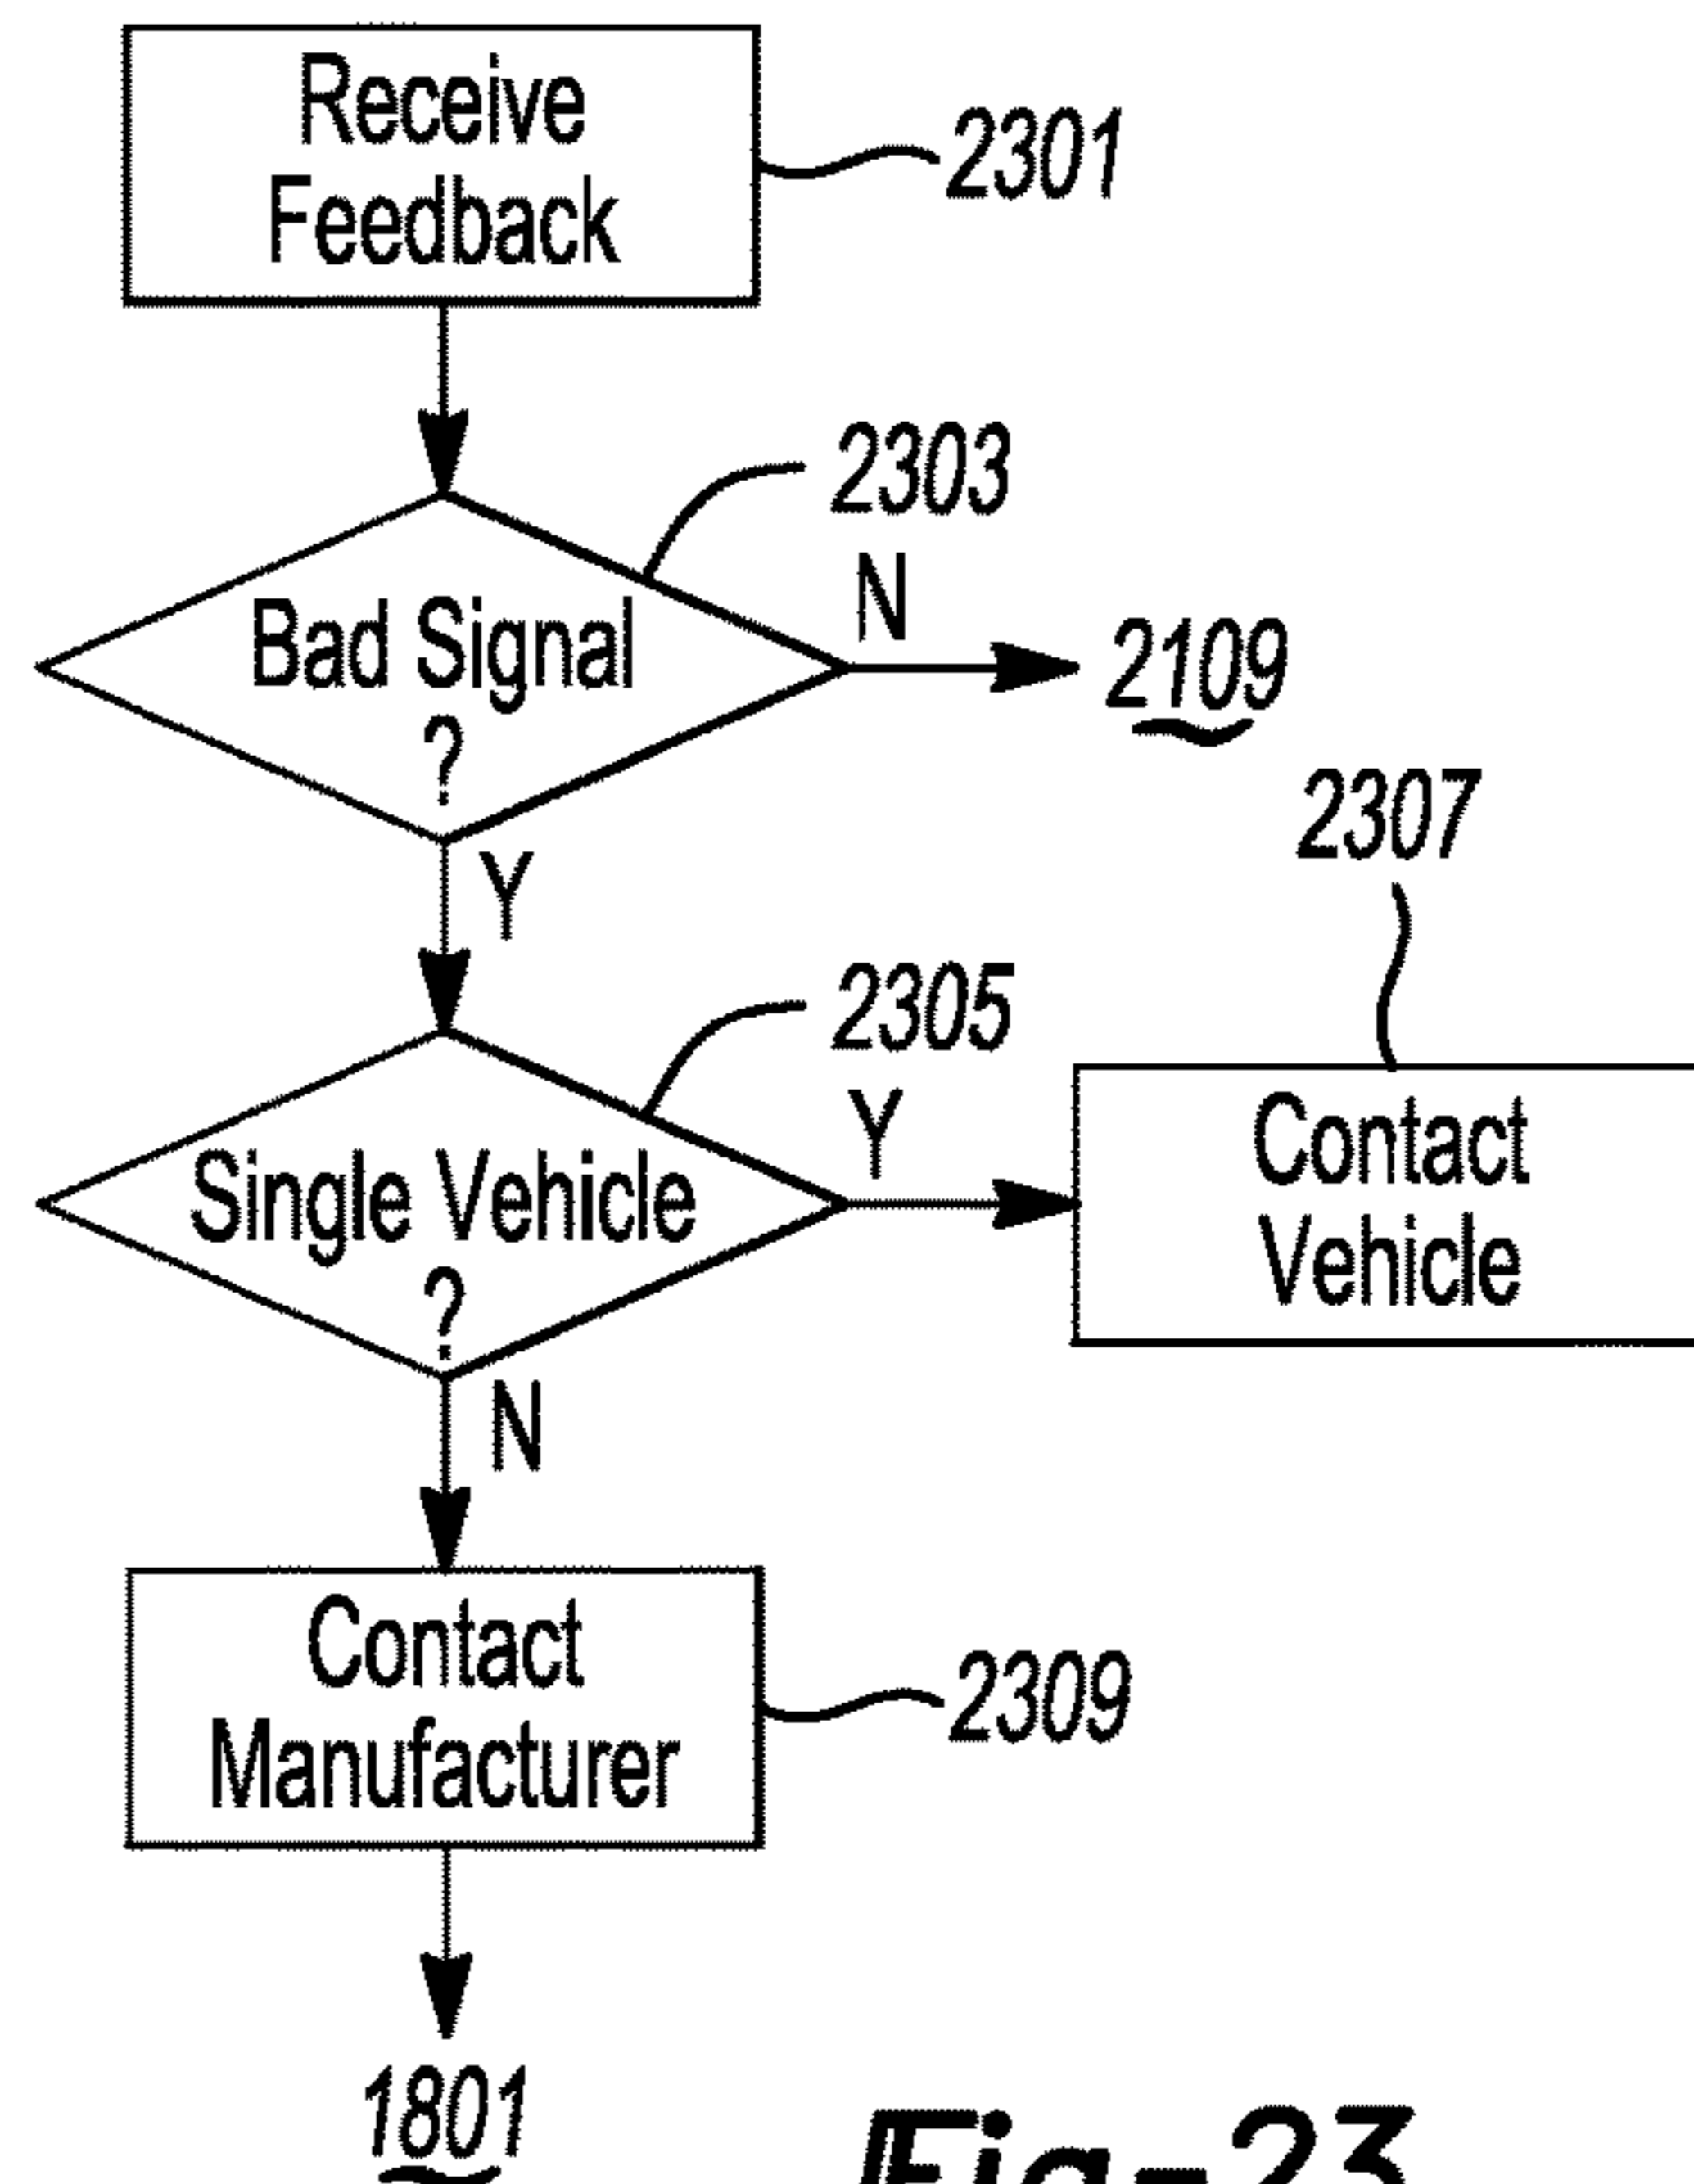 Receive
Feedback
2301
2303
Bad Signal
?
N
2109
Y
2307
2305
Single Vehicle
?
Y
Contact
Vehicle
N
Contact
Manufacturer
2309
1801
Fig-23